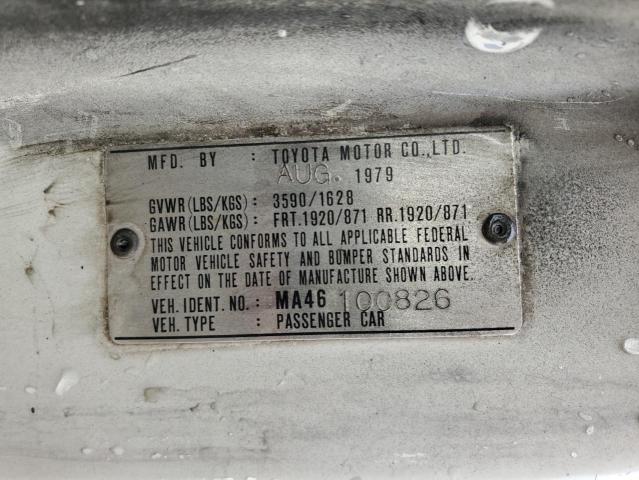 MFD. BY : TOYOTA MOTOR CO.,LTD.
AUG. 1979
GVWR(LBS/KGS) : 3590/1628
GAWR(LBS/KGS) : FRT.1920/871 RR.1920/871
THIS VEHICLE CONFORMS TO ALL APPLICABLE FEDERAL
MOTOR VEHICLE SAFETY AND BUMPER STANDARDS IN
EFFECT ON THE DATE OF MANUFACTURE SHOWN ABOVE.
VEH. IDENT. NO. : MA46 100826
VEH. TYPE : PASSENGER CAR